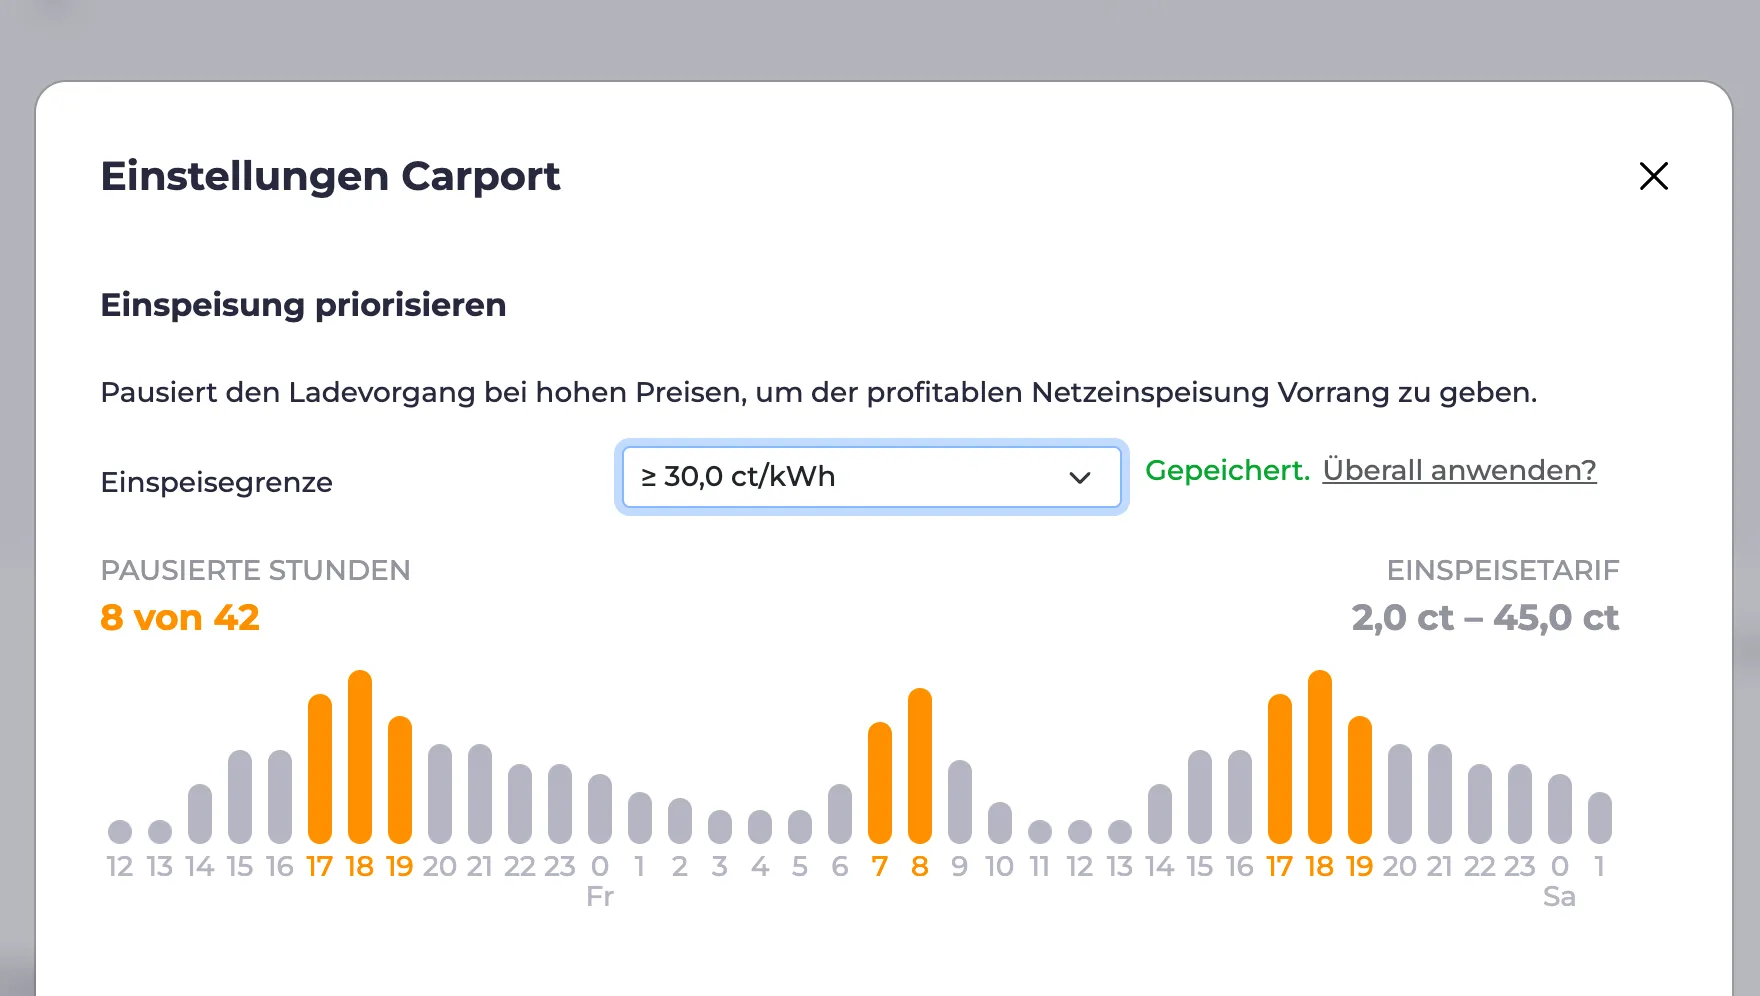 Einstellungen Carport
Einspeisung priorisieren
Pausiert den Ladevorgang bei hohen Preisen, um der profitablen Netzeinspeisung Vorrang zu geben.
Einspeisegrenze
≥ 30,0 ct/kWh
Gepeichert. Überall anwenden?
PAUSIERTE STUNDEN
8 von 42
EINSPEISETARIF
2,0 ct – 45,0 ct
12 13 14 15 16 17 18 19 20 21 22 23 0 1 2 3 4 5 6 7 8 9 10 11 12 13 14 15 16 17 18 19 20 21 22 23 0 1
Fr Sa